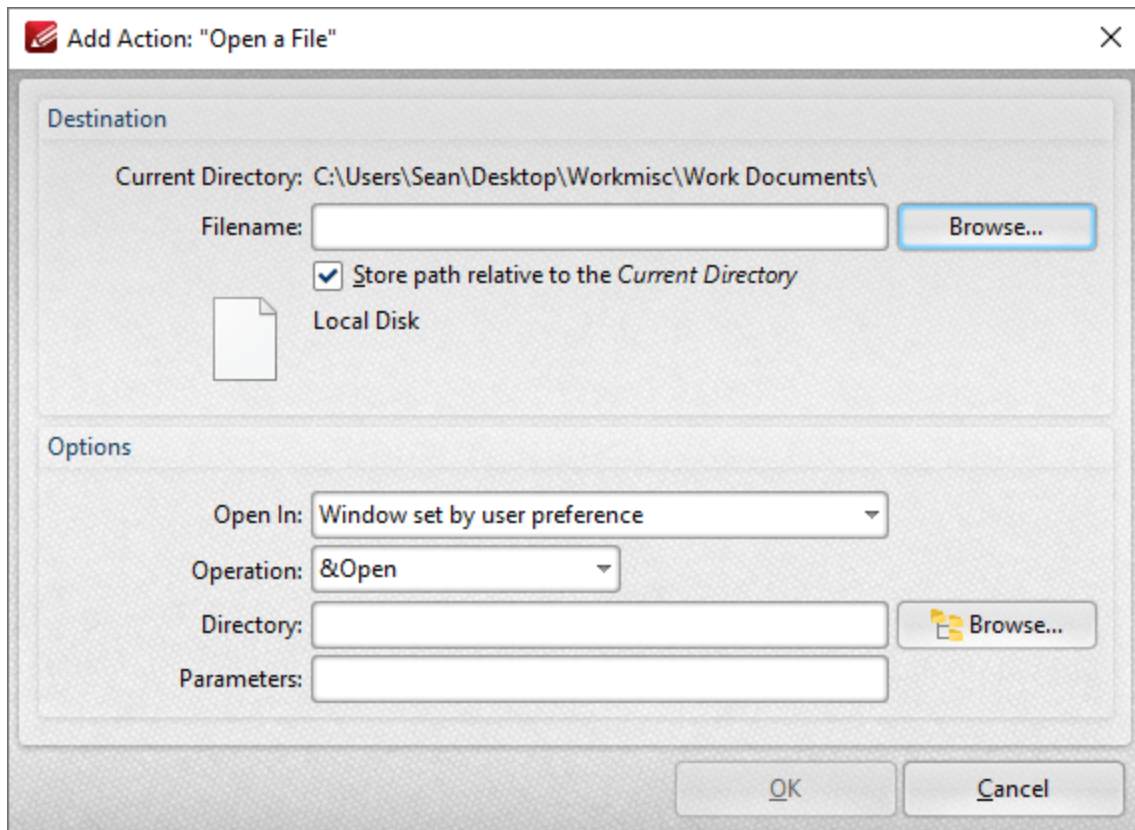 Add Action: "Open a File"
Destination
Current Directory: C:\Users\Sean\Desktop\Workmisc\Work Documents\
Filename: Browse...
Store path relative to the Current Directory
Local Disk
Options
Open In: Window set by user preference
Operation: &Open
Directory: Browse...
Parameters:
OK Cancel